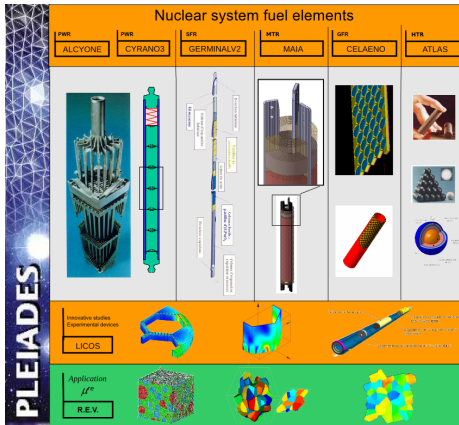 Nuclear system fuel elements
PWR
ALCYONE
PWR
CYRANO3
SFR
GERMINALV2
MTR
MAIA
GFR
CELAENO
HTR
ATLAS
PLEIADES
Innovative studies
Experimental devices
LICOS
Application
μre
R.E.V.